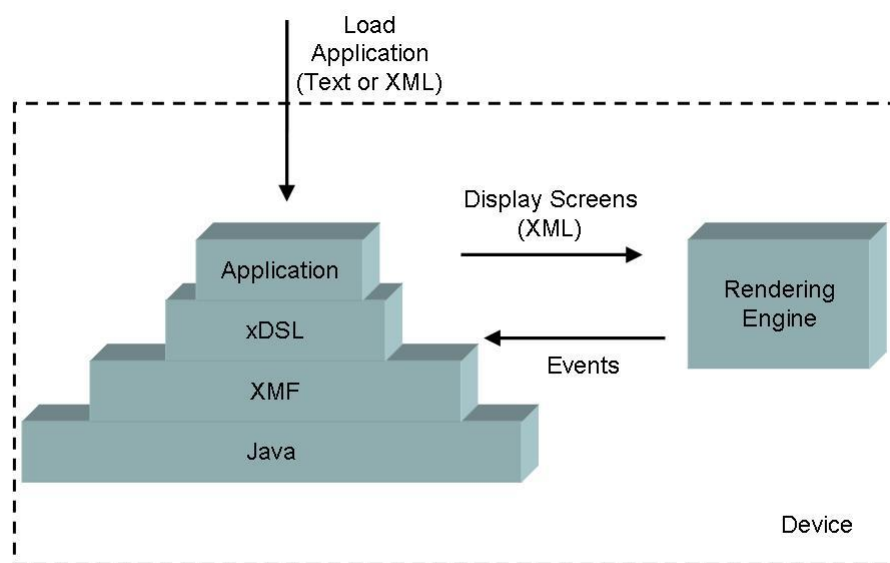 Load
Application
(Text or XML)
Display Screens
(XML)
Application
Rendering
Engine
xDSL
Events
XMF
Java
Device